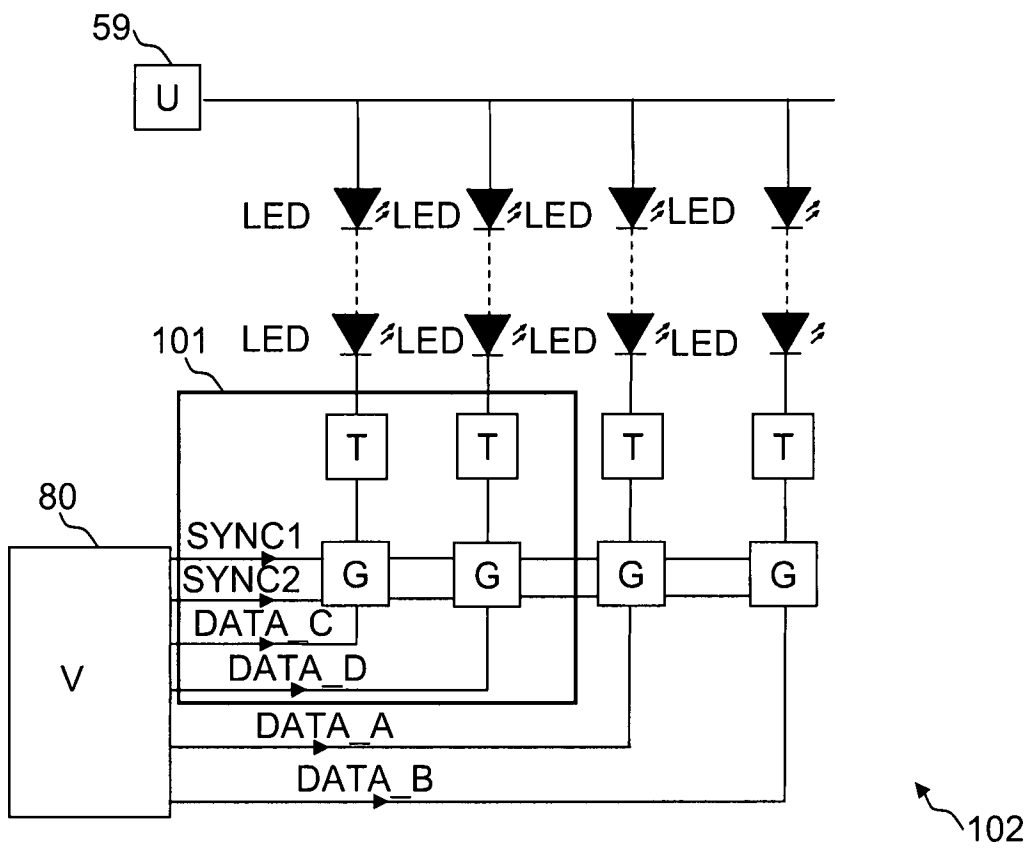 59
U
LED LED LED LED
101
LED LED LED LED
T T T T
80
SYNC1
G G G G
SYNC2
DATA_C
V
DATA_D
DATA_A
DATA_B
102